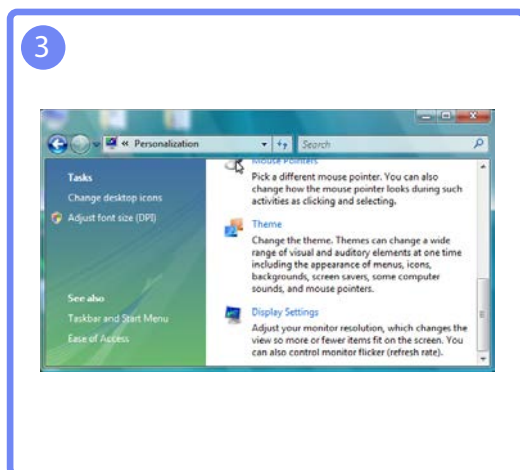 3
« Personalization
Search
Tasks
Change desktop icons
Adjust font size (DPI)
See also
Taskbar and Start Menu
Ease of Access
Mouse Pointers
Pick a different mouse pointer. You can also
change how the mouse pointer looks during such
activities as clicking and selecting.
Theme
Change the theme. Themes can change a wide
range of visual and auditory elements at one time
including the appearance of menus, icons,
backgrounds, screen savers, some computer
sounds, and mouse pointers.
Display Settings
Adjust your monitor resolution, which changes the
view so more or fewer items fit on the screen. You
can also control monitor flicker (refresh rate).